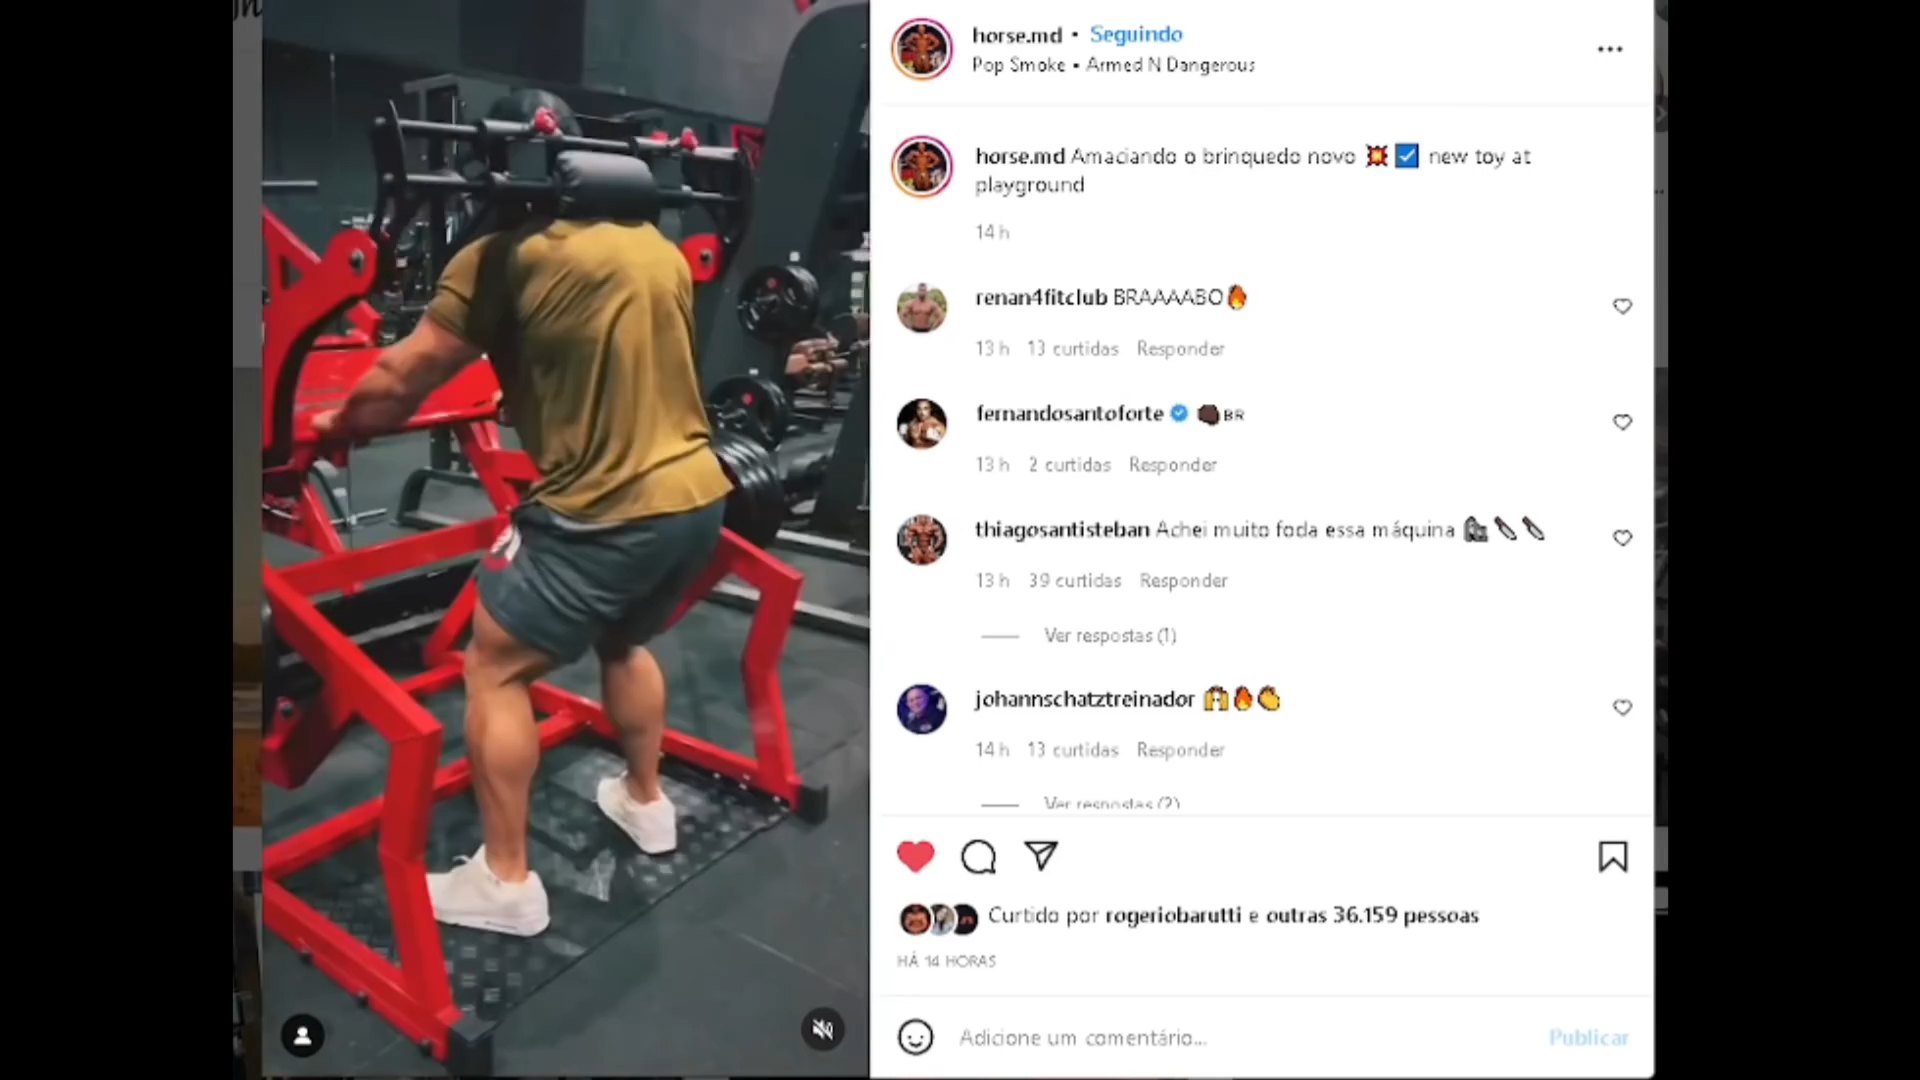 horse.md • Seguindo
Pop Smoke • Armed N Dangerous
horse.md Amaciando o brinquedo novo 💥 ☑️ new toy at
playground
14 h
renan4fitclub BRAAAABO🔥
13 h 13 curtidas Responder
fernandosantoforte BR
13 h 2 curtidas Responder
thiagosantisteban Achei muito foda essa máquina 🦍🔪🔪
13 h 39 curtidas Responder
Ver respostas (1)
johannschatztreinador 🙌🔥👏
14 h 13 curtidas Responder
Ver respostas (2)
Curtido por rogeriobarutti e outras 36.159 pessoas
HÁ 14 HORAS
Adicione um comentário... Publicar